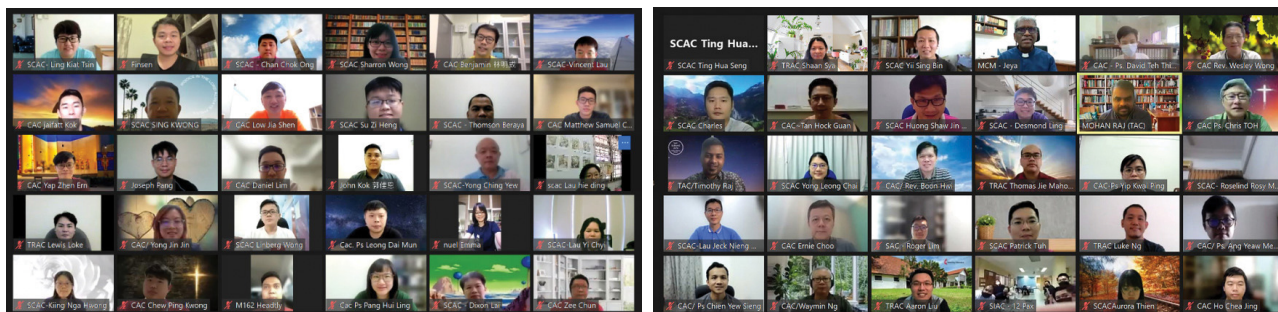 SCAC- Ling Kiat Tuin
Finsen
SCAC - Chan Chok Ong
SCAC Sharron Wong
CAC Benjamin
SCAC-Vincent Lau
CAC Jaifatt Kok
SCAC SING KWONG
CAC Low Jia Shen
SCAC Su Zi Heng
SCAC - Thomson Beraya
CAC Matthew Samuel C...
CAC Yap Zhen Ern
Joseph Pang
CAC Daniel Lim
John Kok
SCAC-Yong Ching Yew
scac Lau hie ding
TRAC Lewis Loke
CAC/ Yong Jin Jin
SCAC Linberg Wong
Cac. Ps Leong Dai Mun
nuel Emma
SCAC-Lau Yi Chyi
SCAC-Kiing Nga Hwong
CAC Chew Ping Kwong
M162 Headdy
Cac Ps Pang Hui Ling
SCAC - Dixon Lai
CAC Zee Chun
SCAC Ting Hua...
SCAC Ting Hua Seng
TRAC Shaan Sya
SCAC Yii Sing Bin
MCM - Jeya
CAC - Ps. David Teh Thi...
CAC Rev. Wesley Wong
SCAC Charles
CAC-Tan Hock Guan
SCAC Huong Shaw Jin ...
SCAC - Desmond Ling
MOHAN RAJ (TAC)
CAC Ps. Chris TOH
TAC/Timothy Raj
SCAC Yong Leong Chai
CAC/ Rev. Boon Hwi
TRAC Thomas Jie Maho...
CAC-Ps Yip Kwai Ping
SCAC- Roselind Rosy M...
SCAC-Lau Jeck Nieng ...
CAC Ernie Choo
SAC - Roger Lim
SCAC Patrick Tuh
TRAC Luke Ng
CAC/ Ps. Ang Yeaw Me...
CAC/ Ps Chien Yew Sieng
CAC/Waymin Ng
TRAC Aaron Liu
SIAC - 12 Pax
SCACAurora Thien
CAC Ho Chea Jing